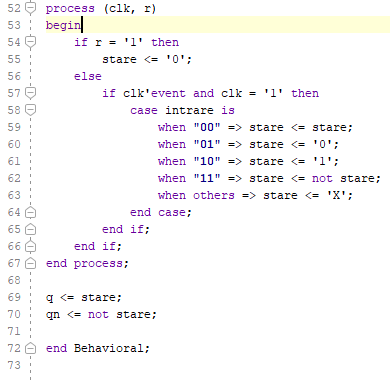 52 process (clk, r)
53 begin
54 if r = '1' then
55 stare <= '0';
56 else
57 if clk'event and clk = '1' then
58 case intrare is
59 when "00" => stare <= stare;
60 when "01" => stare <= '0';
61 when "10" => stare <= '1';
62 when "11" => stare <= not stare;
63 when others => stare <= 'X';
64 end case;
65 end if;
66 end if;
67 end process;
68
69 q <= stare;
70 qn <= not stare;
71
72 end Behavioral;
73